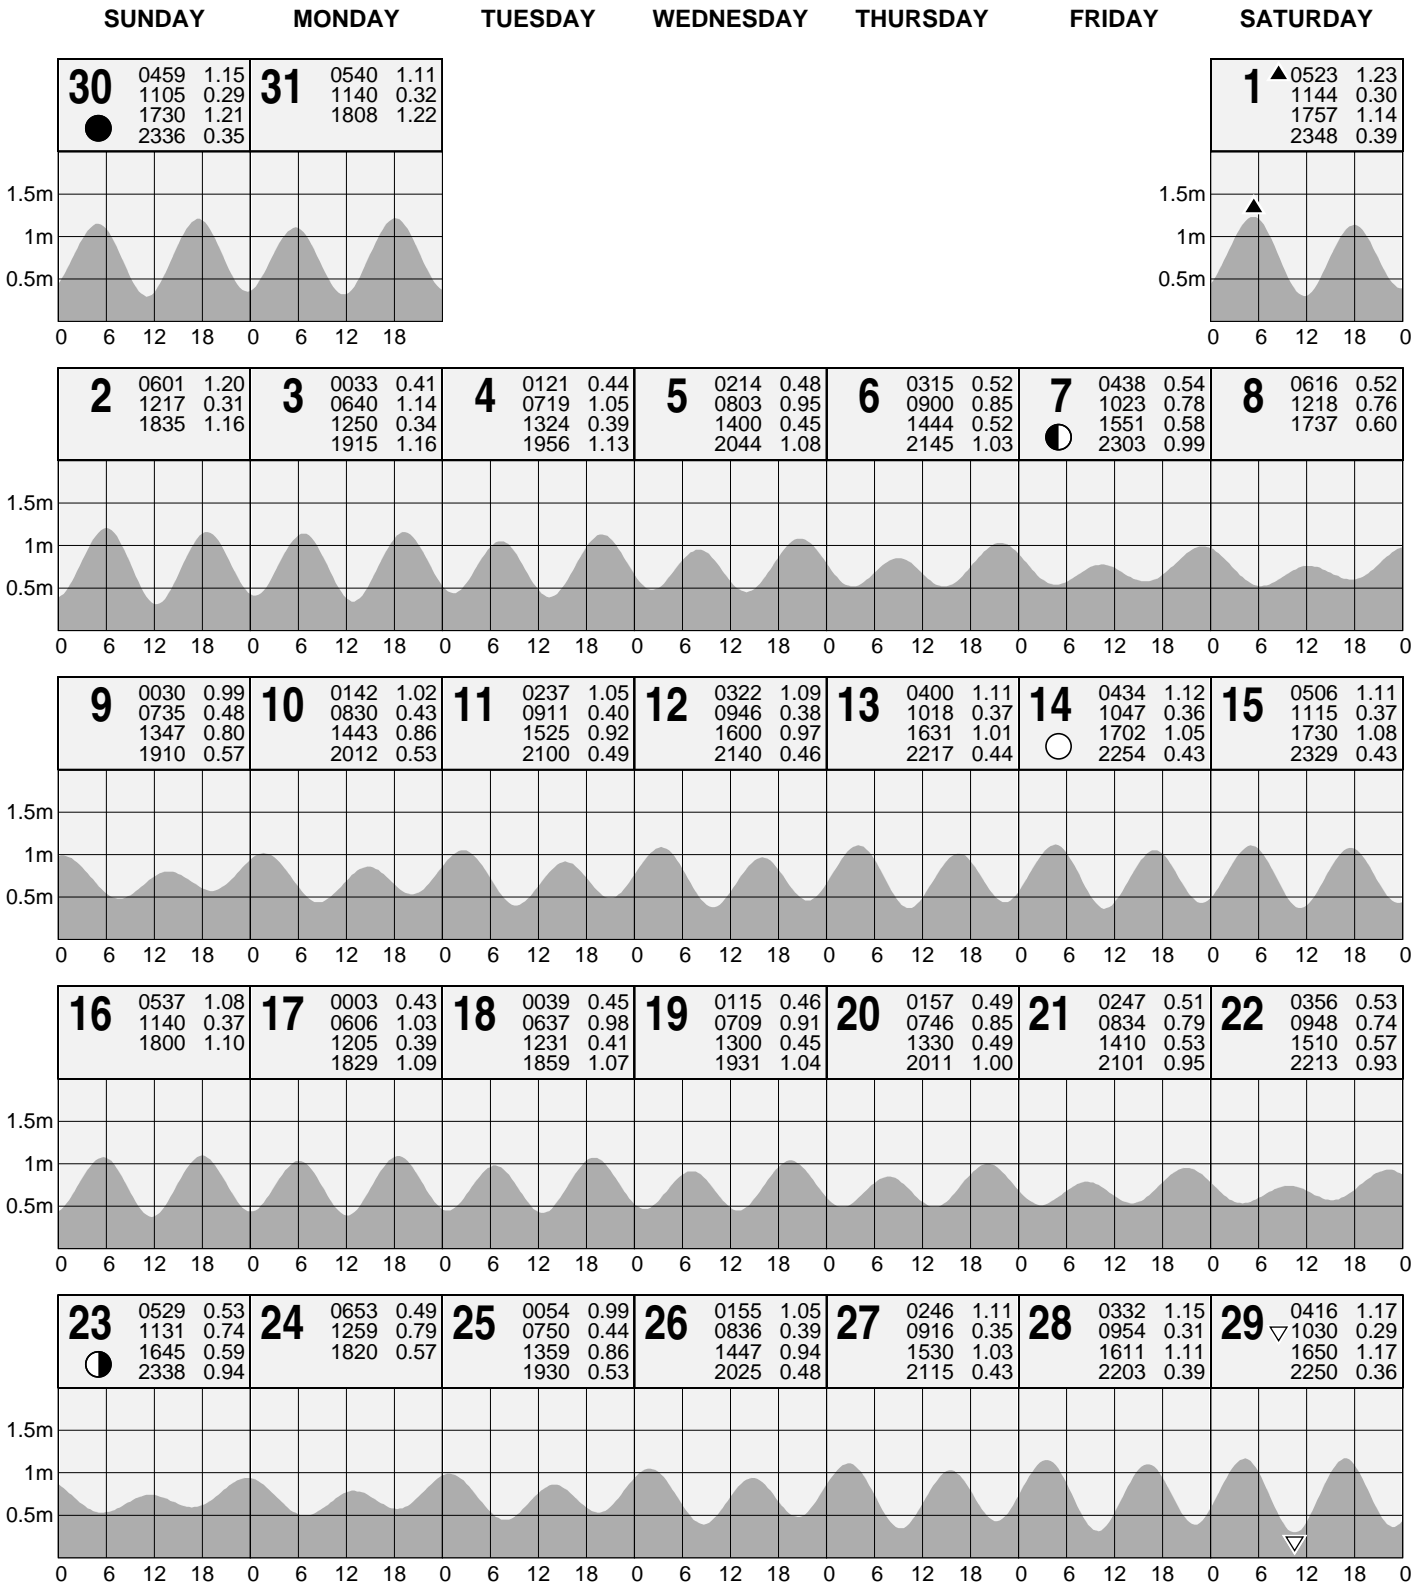 SUNDAY MONDAY TUESDAY WEDNESDAY THURSDAY FRIDAY SATURDAY
30 0459 1.15 31 0540 1.11 1 0523 1.23
1105 0.29 1140 0.32 1144 0.30
1730 1.21 1808 1.22 1757 1.14
2336 0.35 2348 0.39
1.5m 1.5m
1m 1m
0.5m 0.5m
0 6 12 18 0 6 12 18 0 6 12 18 0
2 0601 1.20 3 0033 0.41 4 0121 0.44 5 0214 0.48 6 0315 0.52 7 0438 0.54 8 0616 0.52
1217 0.31 0640 1.14 0719 1.05 0803 0.95 0900 0.85 1023 0.78 1218 0.76
1835 1.16 1250 0.34 1324 0.39 1400 0.45 1444 0.52 1551 0.58 1737 0.60
1915 1.16 1956 1.13 2044 1.08 2145 1.03 2303 0.99
1.5m
1m
0.5m
0 6 12 18 0 6 12 18 0 6 12 18 0 6 12 18 0 6 12 18 0 6 12 18 0 6 12 18 0
9 0030 0.99 10 0142 1.02 11 0237 1.05 12 0322 1.09 13 0400 1.11 14 0434 1.12 15 0506 1.11
0735 0.48 0830 0.43 0911 0.40 0946 0.38 1018 0.37 1047 0.36 1115 0.37
1347 0.80 1443 0.86 1525 0.92 1600 0.97 1631 1.01 1702 1.05 1730 1.08
1910 0.57 2012 0.53 2100 0.49 2140 0.46 2217 0.44 2254 0.43 2329 0.43
1.5m
1m
0.5m
0 6 12 18 0 6 12 18 0 6 12 18 0 6 12 18 0 6 12 18 0 6 12 18 0 6 12 18 0
16 0537 1.08 17 0003 0.43 18 0039 0.45 19 0115 0.46 20 0157 0.49 21 0247 0.51 22 0356 0.53
1140 0.37 0606 1.03 0637 0.98 0709 0.91 0746 0.85 0834 0.79 0948 0.74
1800 1.10 1205 0.39 1231 0.41 1300 0.45 1330 0.49 1410 0.53 1510 0.57
1829 1.09 1859 1.07 1931 1.04 2011 1.00 2101 0.95 2213 0.93
1.5m
1m
0.5m
0 6 12 18 0 6 12 18 0 6 12 18 0 6 12 18 0 6 12 18 0 6 12 18 0 6 12 18 0
23 0529 0.53 24 0653 0.49 25 0054 0.99 26 0155 1.05 27 0246 1.11 28 0332 1.15 29 0416 1.17
1131 0.74 1259 0.79 0750 0.44 0836 0.39 0916 0.35 0954 0.31 1030 0.29
1645 0.59 1820 0.57 1359 0.86 1447 0.94 1530 1.03 1611 1.11 1650 1.17
2338 0.94 1930 0.53 2025 0.48 2115 0.43 2203 0.39 2250 0.36
1.5m
1m
0.5m
0 6 12 18 0 6 12 18 0 6 12 18 0 6 12 18 0 6 12 18 0 6 12 18 0 6 12 18 0